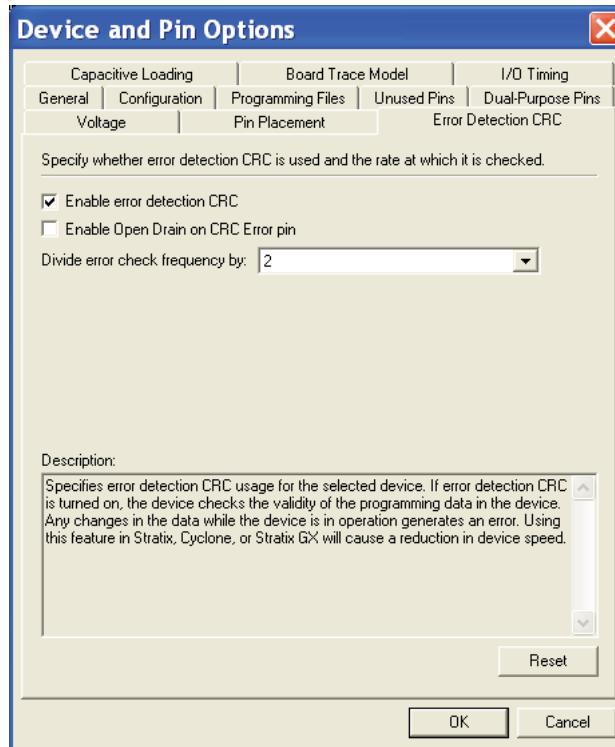 Device and Pin Options
Capacitive Loading Board Trace Model I/O Timing
General Configuration Programming Files Unused Pins Dual-Purpose Pins
Voltage Pin Placement Error Detection CRC
Specify whether error detection CRC is used and the rate at which it is checked.
Enable error detection CRC
Enable Open Drain on CRC Error pin
Divide error check frequency by: 2
Description:
Specifies error detection CRC usage for the selected device. If error detection CRC
is turned on, the device checks the validity of the programming data in the device.
Any changes in the data while the device is in operation generates an error. Using
this feature in Stratix, Cyclone, or Stratix GX will cause a reduction in device speed.
Reset
OK Cancel